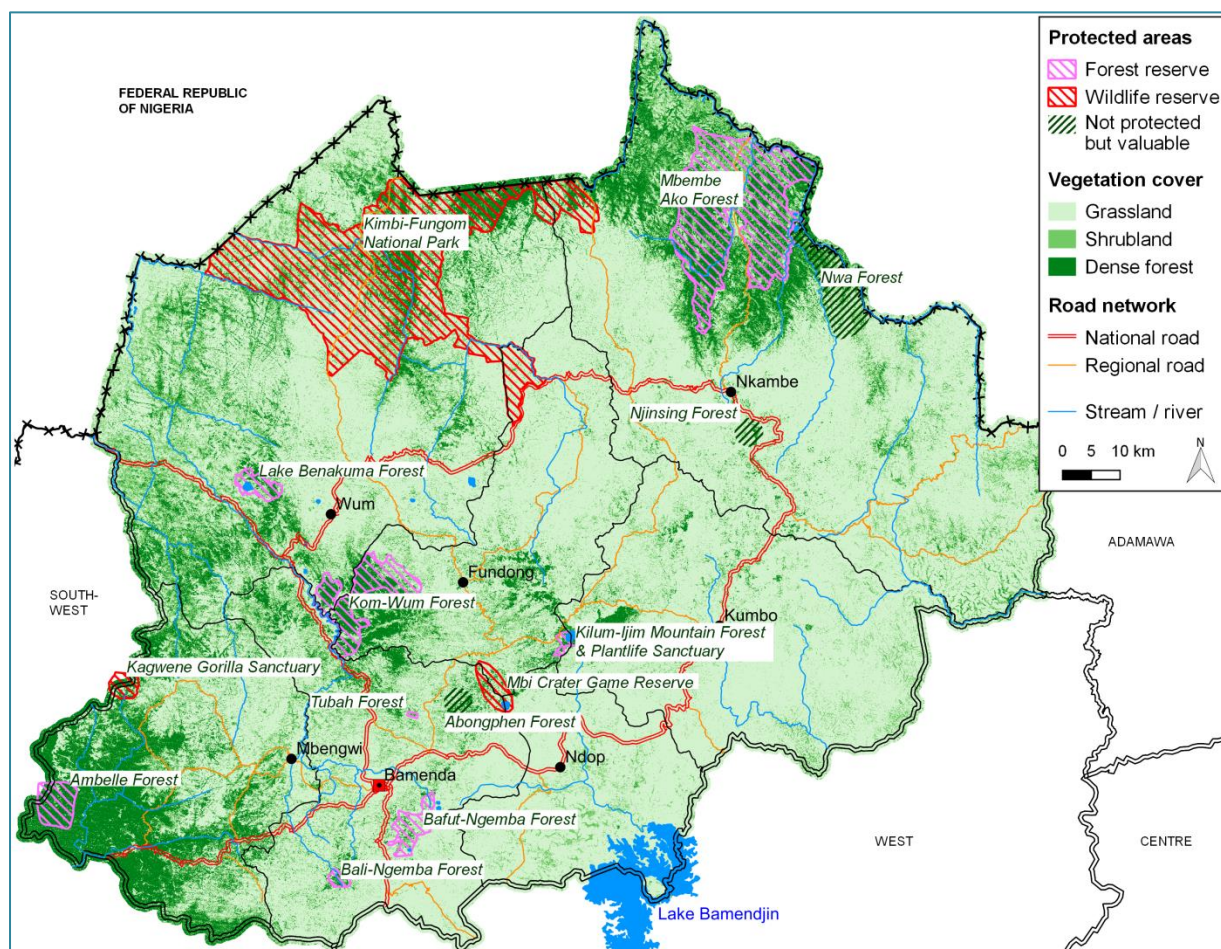 FEDERAL REPUBLIC
OF NIGERIA
Kimbi-Fungom
National Park
Mbembe
Ako Forest
Nwa Forest
Nkambe
Njinsing Forest
Lake Benakuma Forest
Wum
SOUTH-
WEST
Fundong
Kom-Wum Forest
Kumbo
Kilum-Ijim Mountain Forest
& Plantlife Sanctuary
Kagwene Gorilla Sanctuary
Mbi Crater Game Reserve
Tubah Forest
Abongphen Forest
Mbengwi
Ndop
Ambelle Forest
Bamenda
Bafut-Ngemba Forest
Bali-Ngemba Forest
Lake Bamendjin
ADAMAWA
WEST
CENTRE
Protected areas
Forest reserve
Wildlife reserve
Not protected
but valuable
Vegetation cover
Grassland
Shrubland
Dense forest
Road network
National road
Regional road
Stream / river
0 5 10 km
N